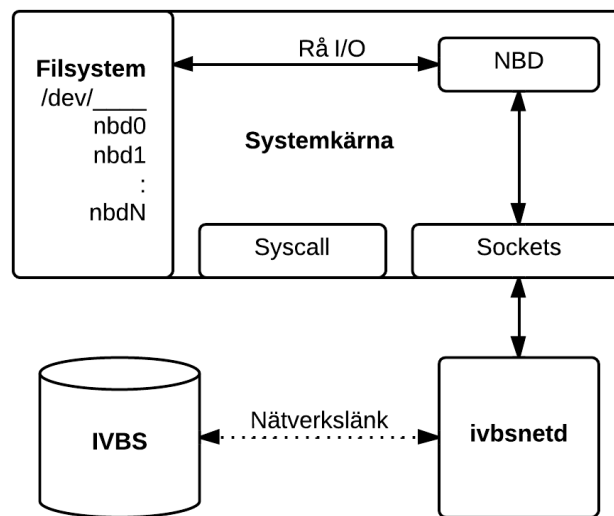 Filsystem
/dev/____
nbd0
nbd1
:
nbdN
Rå I/O
NBD
Systemkärna
Syscall
Sockets
IVBS
Nätverkslänk
ivbsnetd